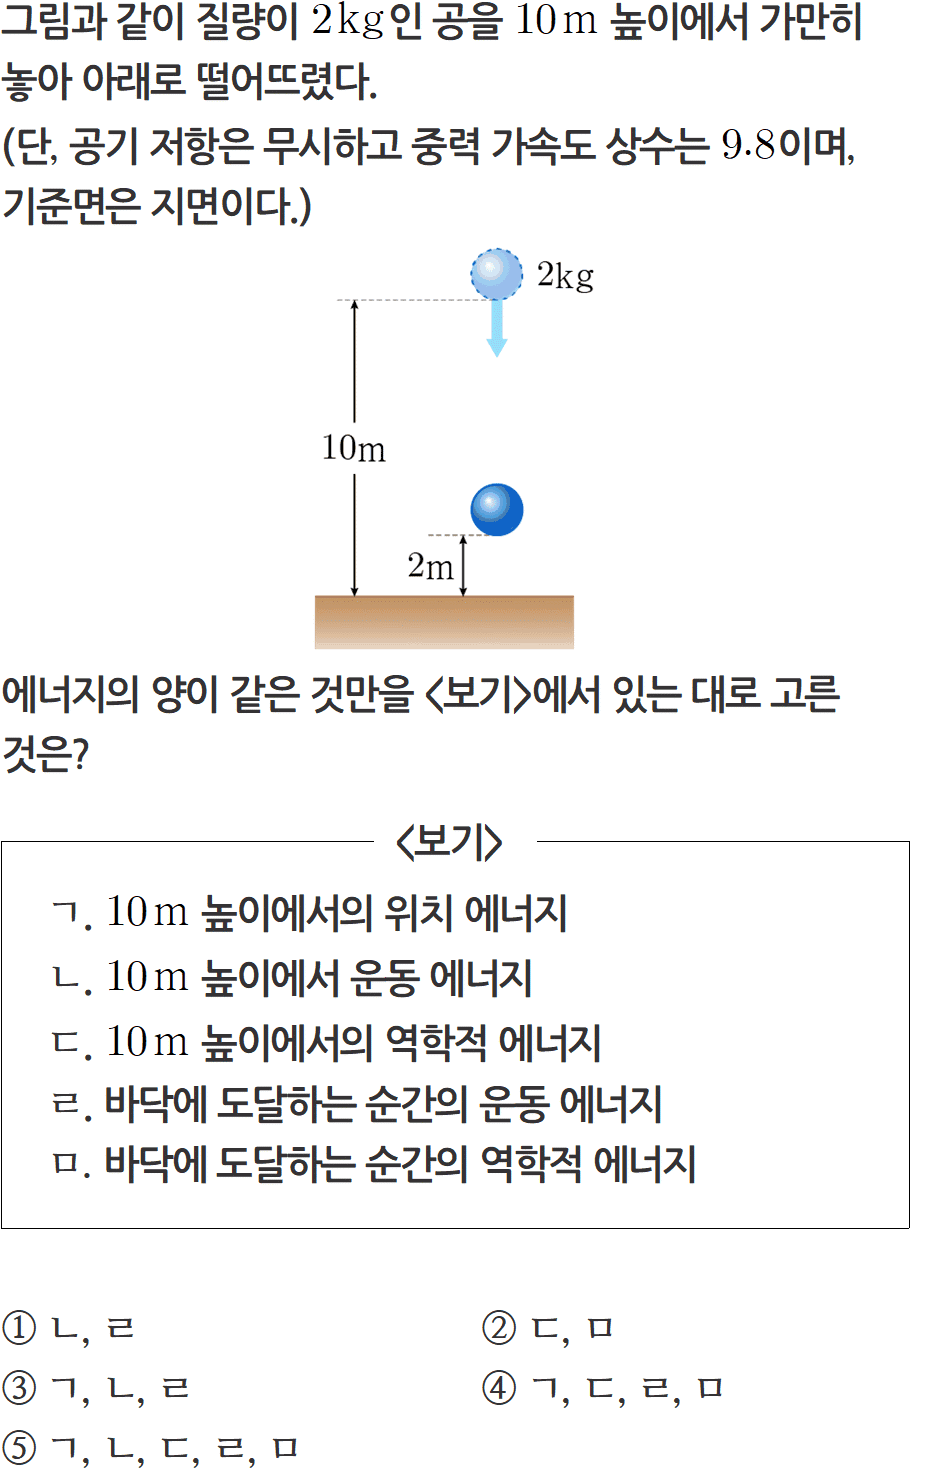 그림과 같이 질량이 2kg인 공을 10m 높이에서 가만히
놓아 아래로 떨어뜨렸다.
(단, 공기 저항은 무시하고 중력 가속도 상수는 9.8이며,
기준면은 지면이다.)
2kg
10m
2m
에너지의 양이 같은 것만을 <보기>에서 있는 대로 고른
것은?
<보기>
ㄱ. 10m 높이에서의 위치 에너지
ㄴ. 10m 높이에서 운동 에너지
ㄷ. 10m 높이에서의 역학적 에너지
ㄹ. 바닥에 도달하는 순간의 운동 에너지
ㅁ. 바닥에 도달하는 순간의 역학적 에너지
① ㄴ, ㄹ ② ㄷ, ㅁ
③ ㄱ, ㄴ, ㄹ ④ ㄱ, ㄷ, ㄹ, ㅁ
⑤ ㄱ, ㄴ, ㄷ, ㄹ, ㅁ